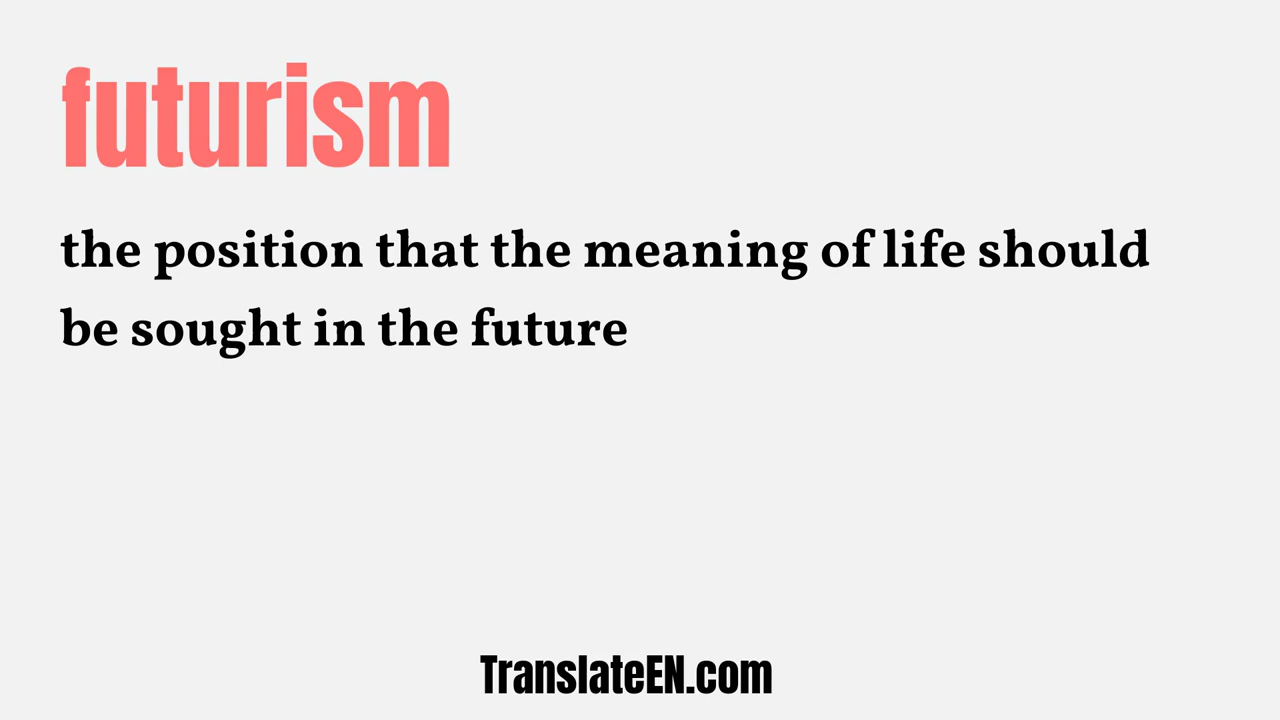 futurism
the position that the meaning of life should
be sought in the future
TranslateEN.com